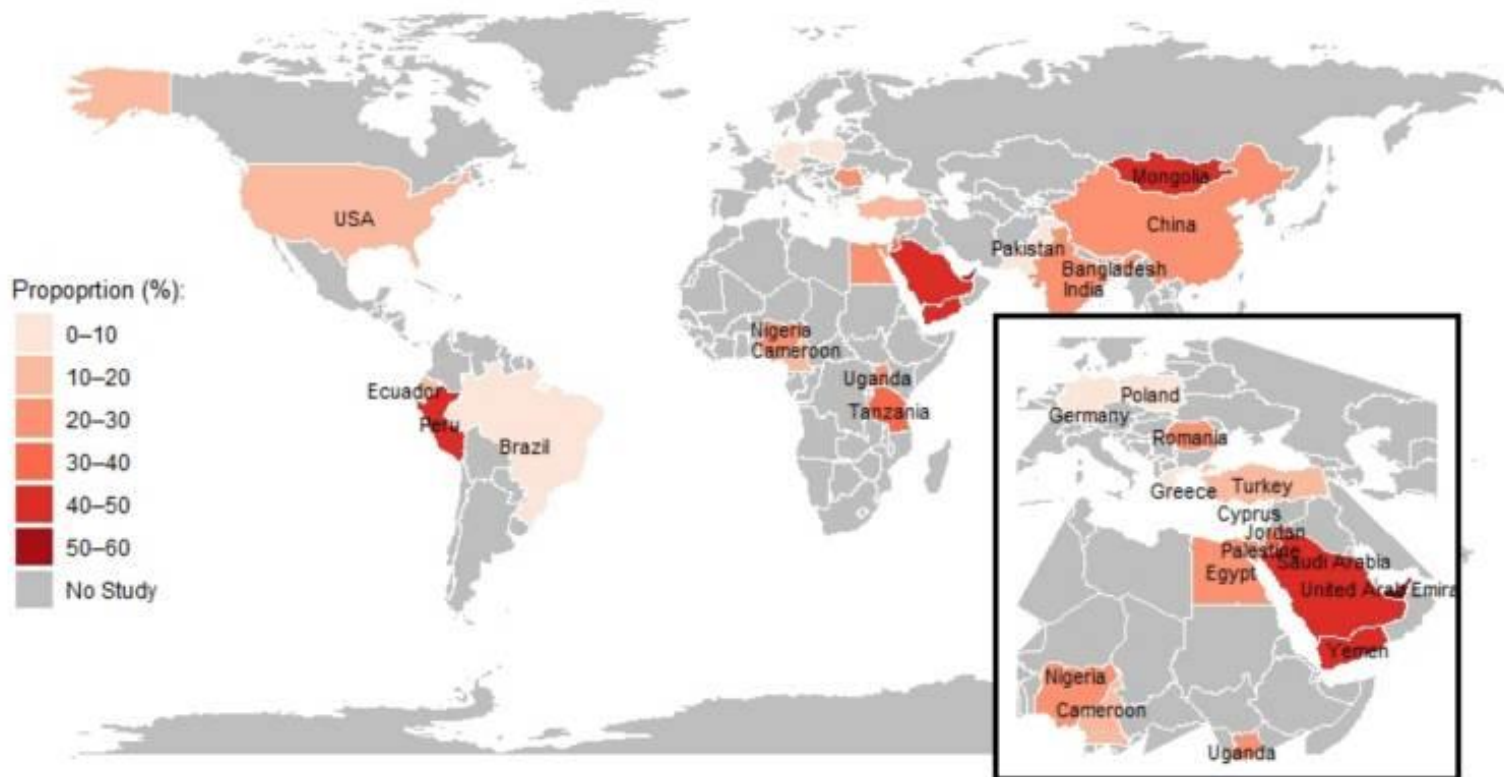 Mongolia
USA
China
Pakistan
Bangladesh
India
Propoprtion (%):
0–10
10–20
20–30
30–40
40–50
50–60
No Study
Nigeria
Cameroon
Uganda
Tanzania
Ecuador
Peru
Brazil
Poland
Germany
Romania
Greece
Turkey
Cyprus
Jordan
Palestine
Saudi Arabia
Egypt
United Arab Emira
Yemen
Nigeria
Cameroon
Uganda